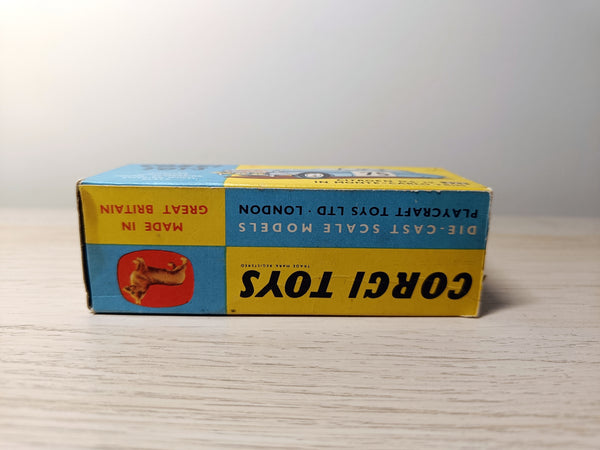 CORGI TOYS
TRADE MARK REGISTERED
DIE-CAST SCALE MODELS
PLAYCRAFT TOYS LTD · LONDON
MADE IN
GREAT BRITAIN